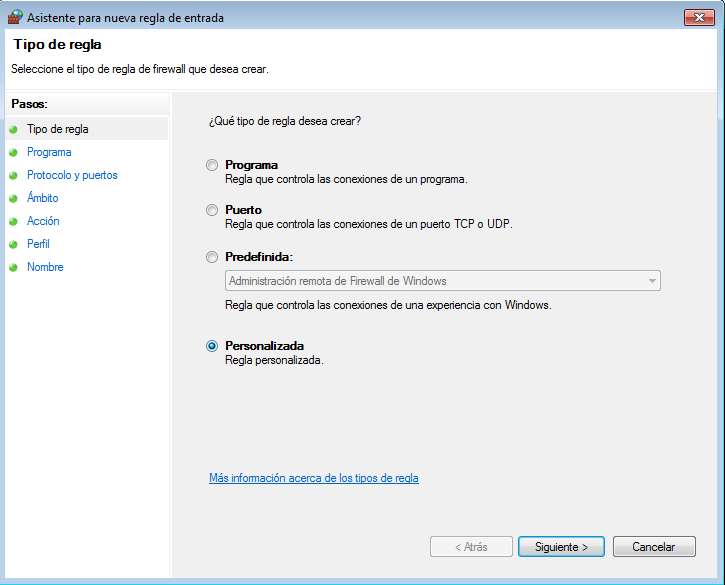 Asistente para nueva regla de entrada
Tipo de regla
Seleccione el tipo de regla de firewall que desea crear.
Pasos:
Tipo de regla
Programa
Protocolo y puertos
Ámbito
Acción
Perfil
Nombre
¿Qué tipo de regla desea crear?
Programa
Regla que controla las conexiones de un programa.
Puerto
Regla que controla las conexiones de un puerto TCP o UDP.
Predefinida:
Administración remota de Firewall de Windows
Regla que controla las conexiones de una experiencia con Windows.
Personalizada
Regla personalizada.
Más información acerca de los tipos de regla
< Atrás
Siguiente >
Cancelar